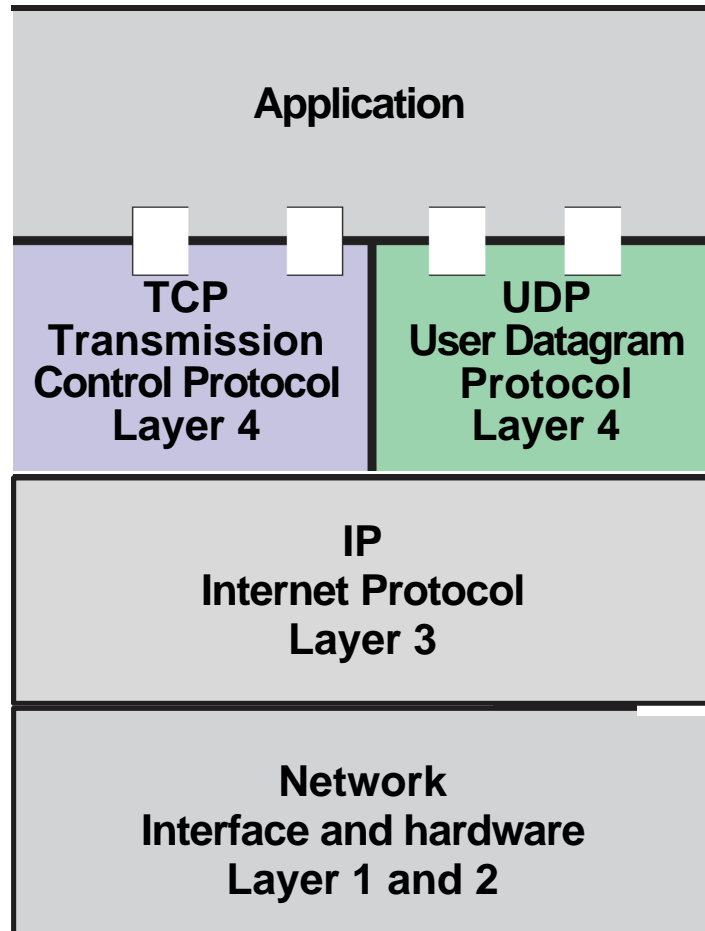 Application
TCP
Transmission
Control Protocol
Layer 4
UDP
User Datagram
Protocol
Layer 4
IP
Internet Protocol
Layer 3
Network
Interface and hardware
Layer 1 and 2